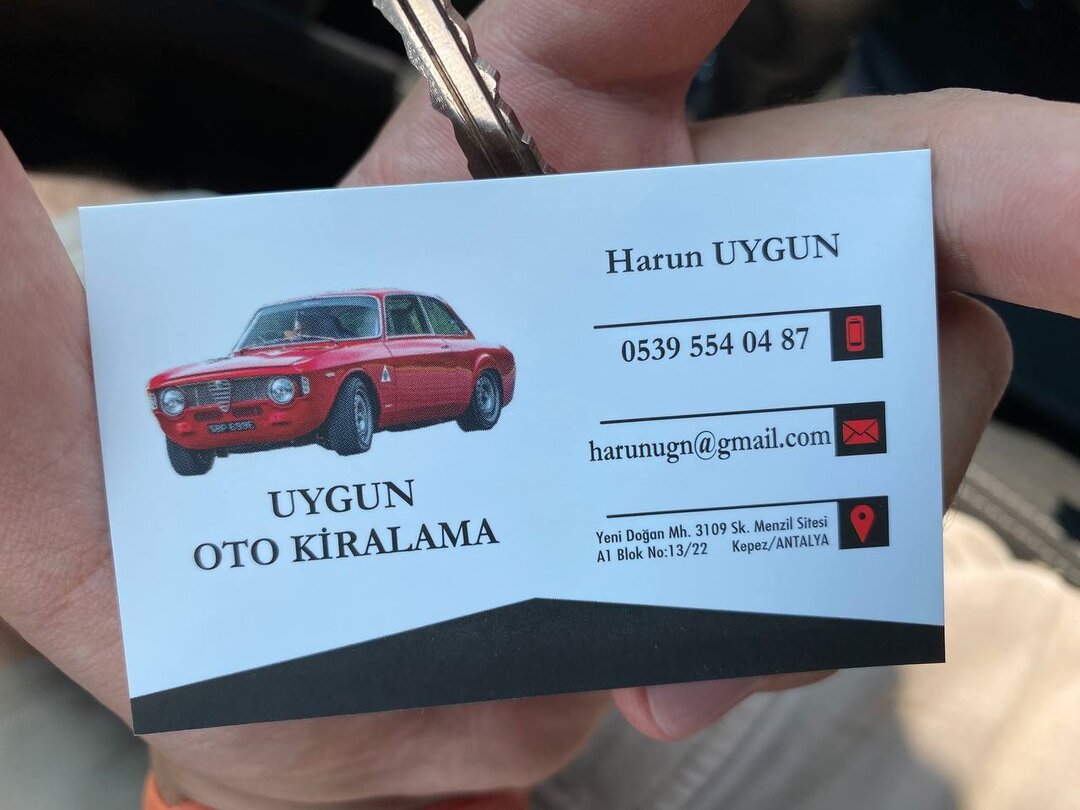 Harun UYGUN
0539 554 04 87
harunugn@gmail.com
Yeni Doğan Mh. 3109 Sk. Menzil Sitesi
A1 Blok No:13/22 Kepez/ANTALYA
UYGUN
OTO KİRALAMA